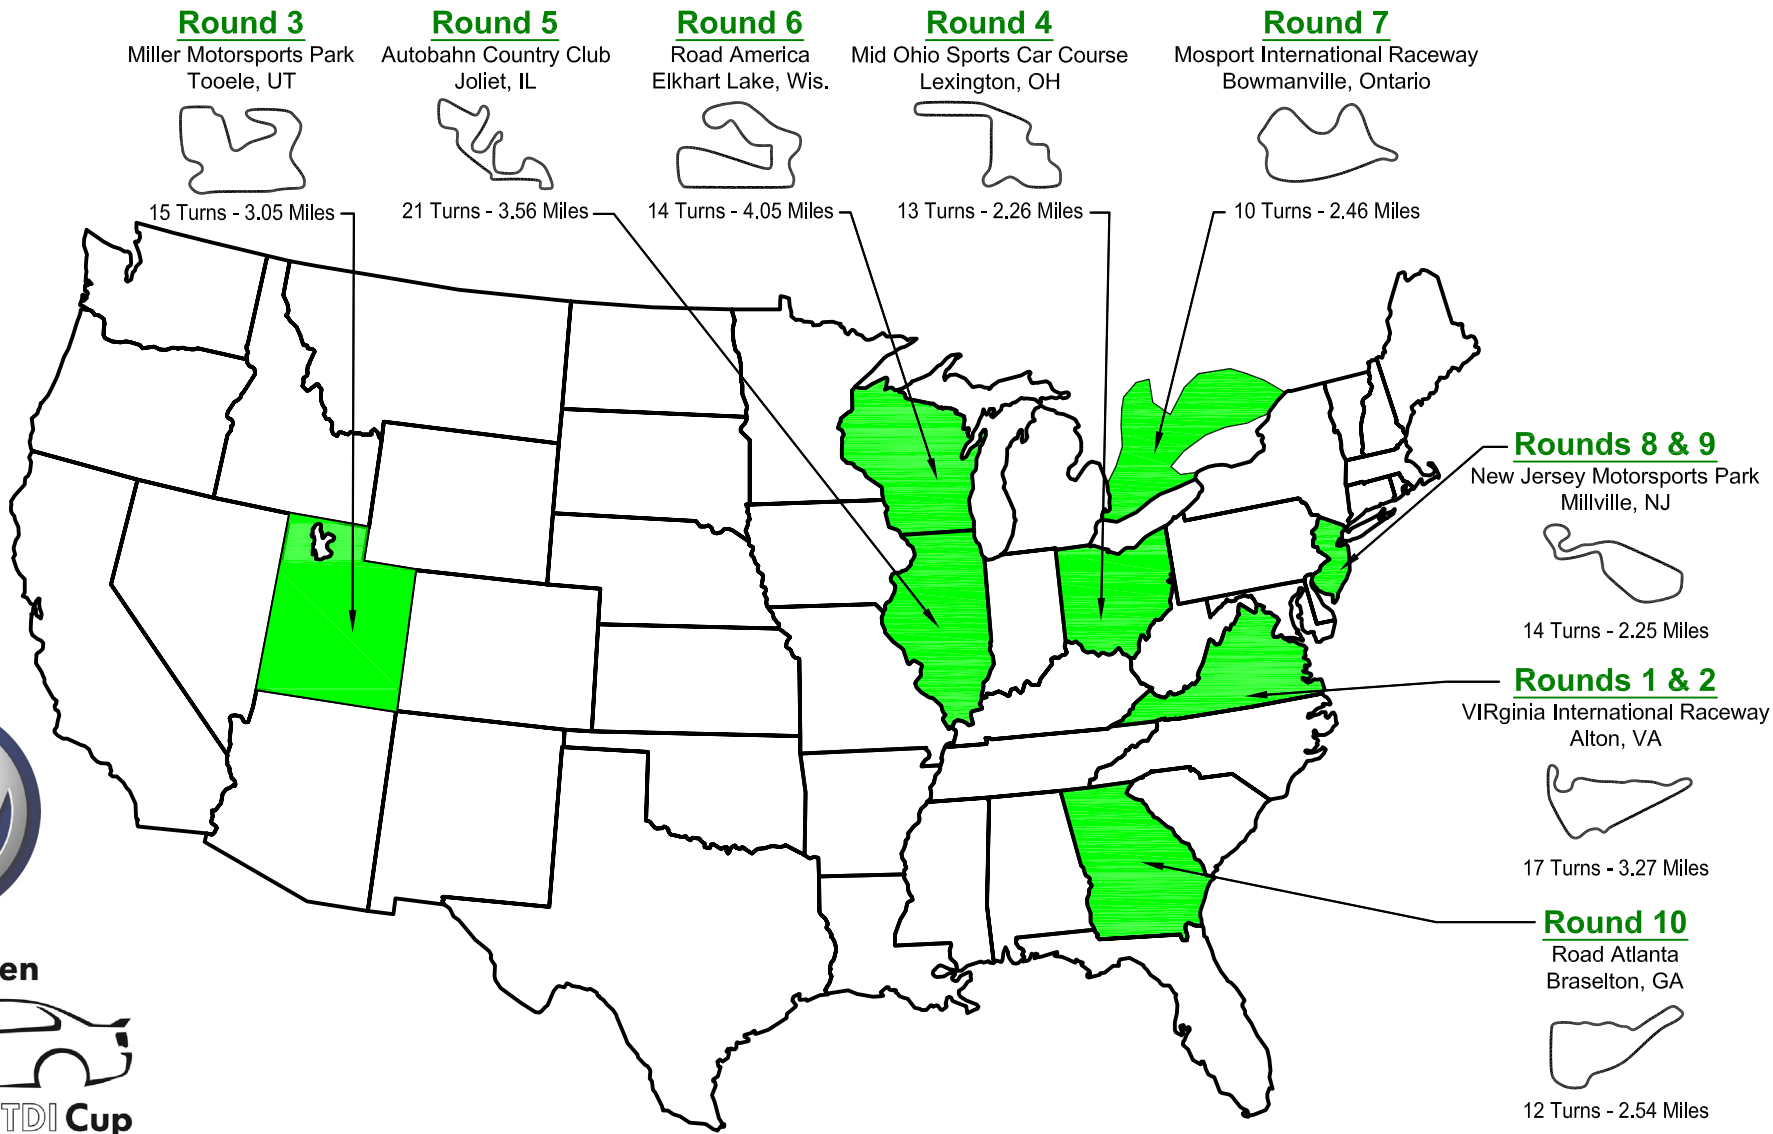 Round 3
Miller Motorsports Park
Tooele, UT
15 Turns - 3.05 Miles
Round 5
Autobahn Country Club
Joliet, IL
21 Turns - 3.56 Miles
Round 6
Road America
Elkhart Lake, Wis.
14 Turns - 4.05 Miles
Round 4
Mid Ohio Sports Car Course
Lexington, OH
13 Turns - 2.26 Miles
Round 7
Mosport International Raceway
Bowmanville, Ontario
10 Turns - 2.46 Miles
Rounds 8 & 9
New Jersey Motorsports Park
Millville, NJ
14 Turns - 2.25 Miles
Rounds 1 & 2
VIRginia International Raceway
Alton, VA
17 Turns - 3.27 Miles
Round 10
Road Atlanta
Braselton, GA
12 Turns - 2.54 Miles
en
TDI Cup